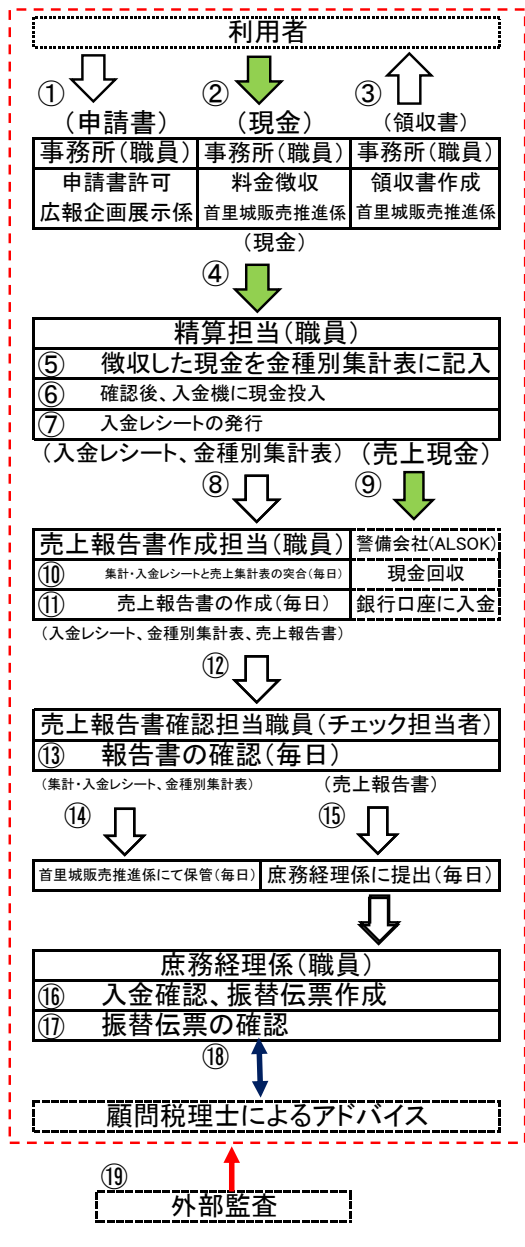 利用者
① ② ③
(申請書) (現金) (領収書)
事務所(職員) 事務所(職員) 事務所(職員)
申請書許可 料金徴収 領収書作成
広報企画展示係 首里城販売推進係 首里城販売推進係
(現金)
④
精算担当(職員)
⑤ 徴収した現金を金種別集計表に記入
⑥ 確認後、入金機に現金投入
⑦ 入金レシートの発行
(入金レシート、金種別集計表) (売上現金)
⑧ ⑨
売上報告書作成担当(職員) 警備会社(ALSOK)
⑩ 集計・入金レシートと売上集計表の突合(毎日) 現金回収
⑪ 売上報告書の作成(毎日) 銀行口座に入金
(入金レシート、金種別集計表、売上報告書)
⑫
売上報告書確認担当職員(チェック担当者)
⑬ 報告書の確認(毎日)
(集計・入金レシート、金種別集計表) (売上報告書)
⑭ ⑮
首里城販売推進係にて保管(毎日) 庶務経理係に提出(毎日)
庶務経理係(職員)
⑯ 入金確認、振替伝票作成
⑰ 振替伝票の確認
⑱
顧問税理士によるアドバイス
⑲
外部監査